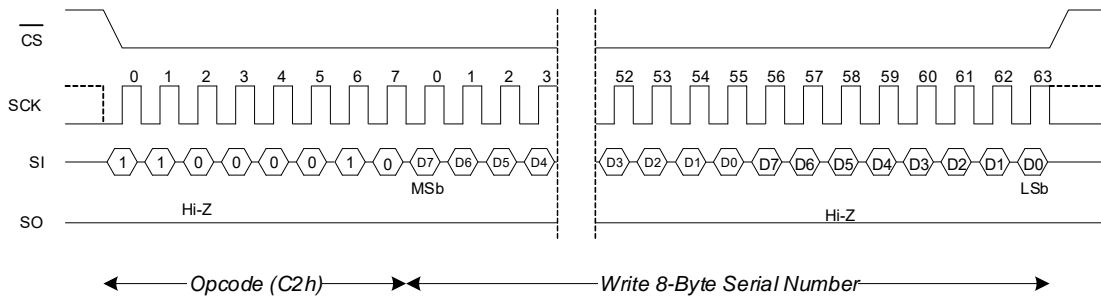 CS
0 1 2 3 4 5 6 7 0 1 2 3 52 53 54 55 56 57 58 59 60 61 62 63
SCK
SI 1 1 0 0 0 0 1 0 D7 D6 D5 D4 D3 D2 D1 D0 D7 D6 D5 D4 D3 D2 D1 D0
MSb LSb
SO Hi-Z Hi-Z
Opcode (C2h) Write 8-Byte Serial Number